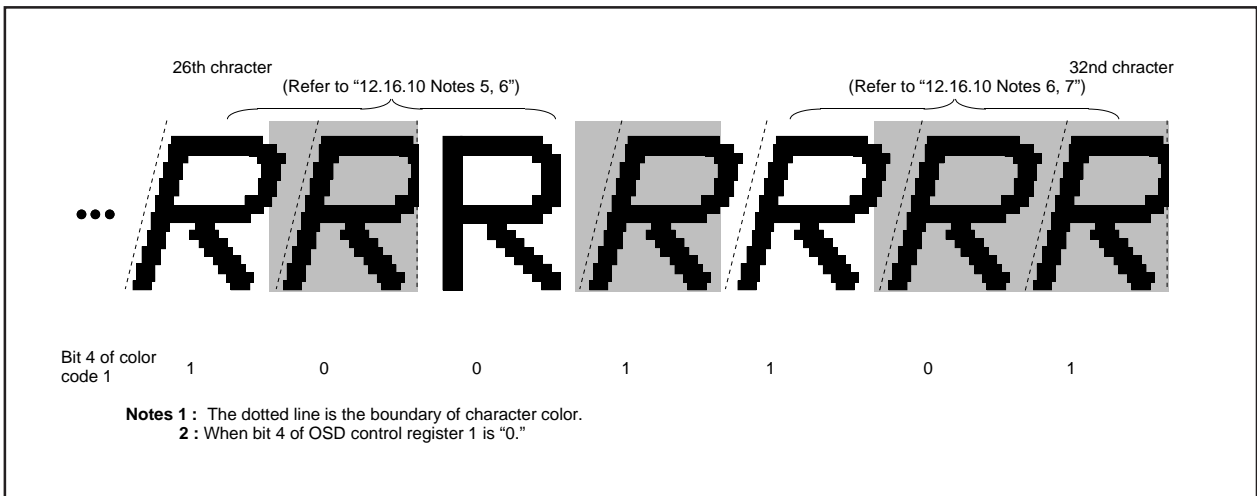 26th chracter
32nd chracter
(Refer to “12.16.10 Notes 5, 6”)
(Refer to “12.16.10 Notes 6, 7”)
••• R R R R R R R
Bit 4 of color
code 1
1 0 0 1 1 0 1
Notes 1 : The dotted line is the boundary of character color.
2 : When bit 4 of OSD control register 1 is “0.”